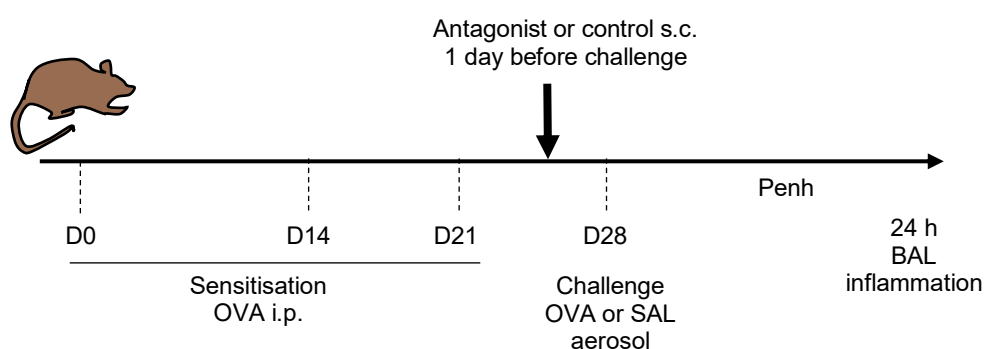 Antagonist or control s.c.
1 day before challenge
Penh
D0
D14
D21
D28
24 h
BAL
inflammation
Sensitisation
OVA i.p.
Challenge
OVA or SAL
aerosol